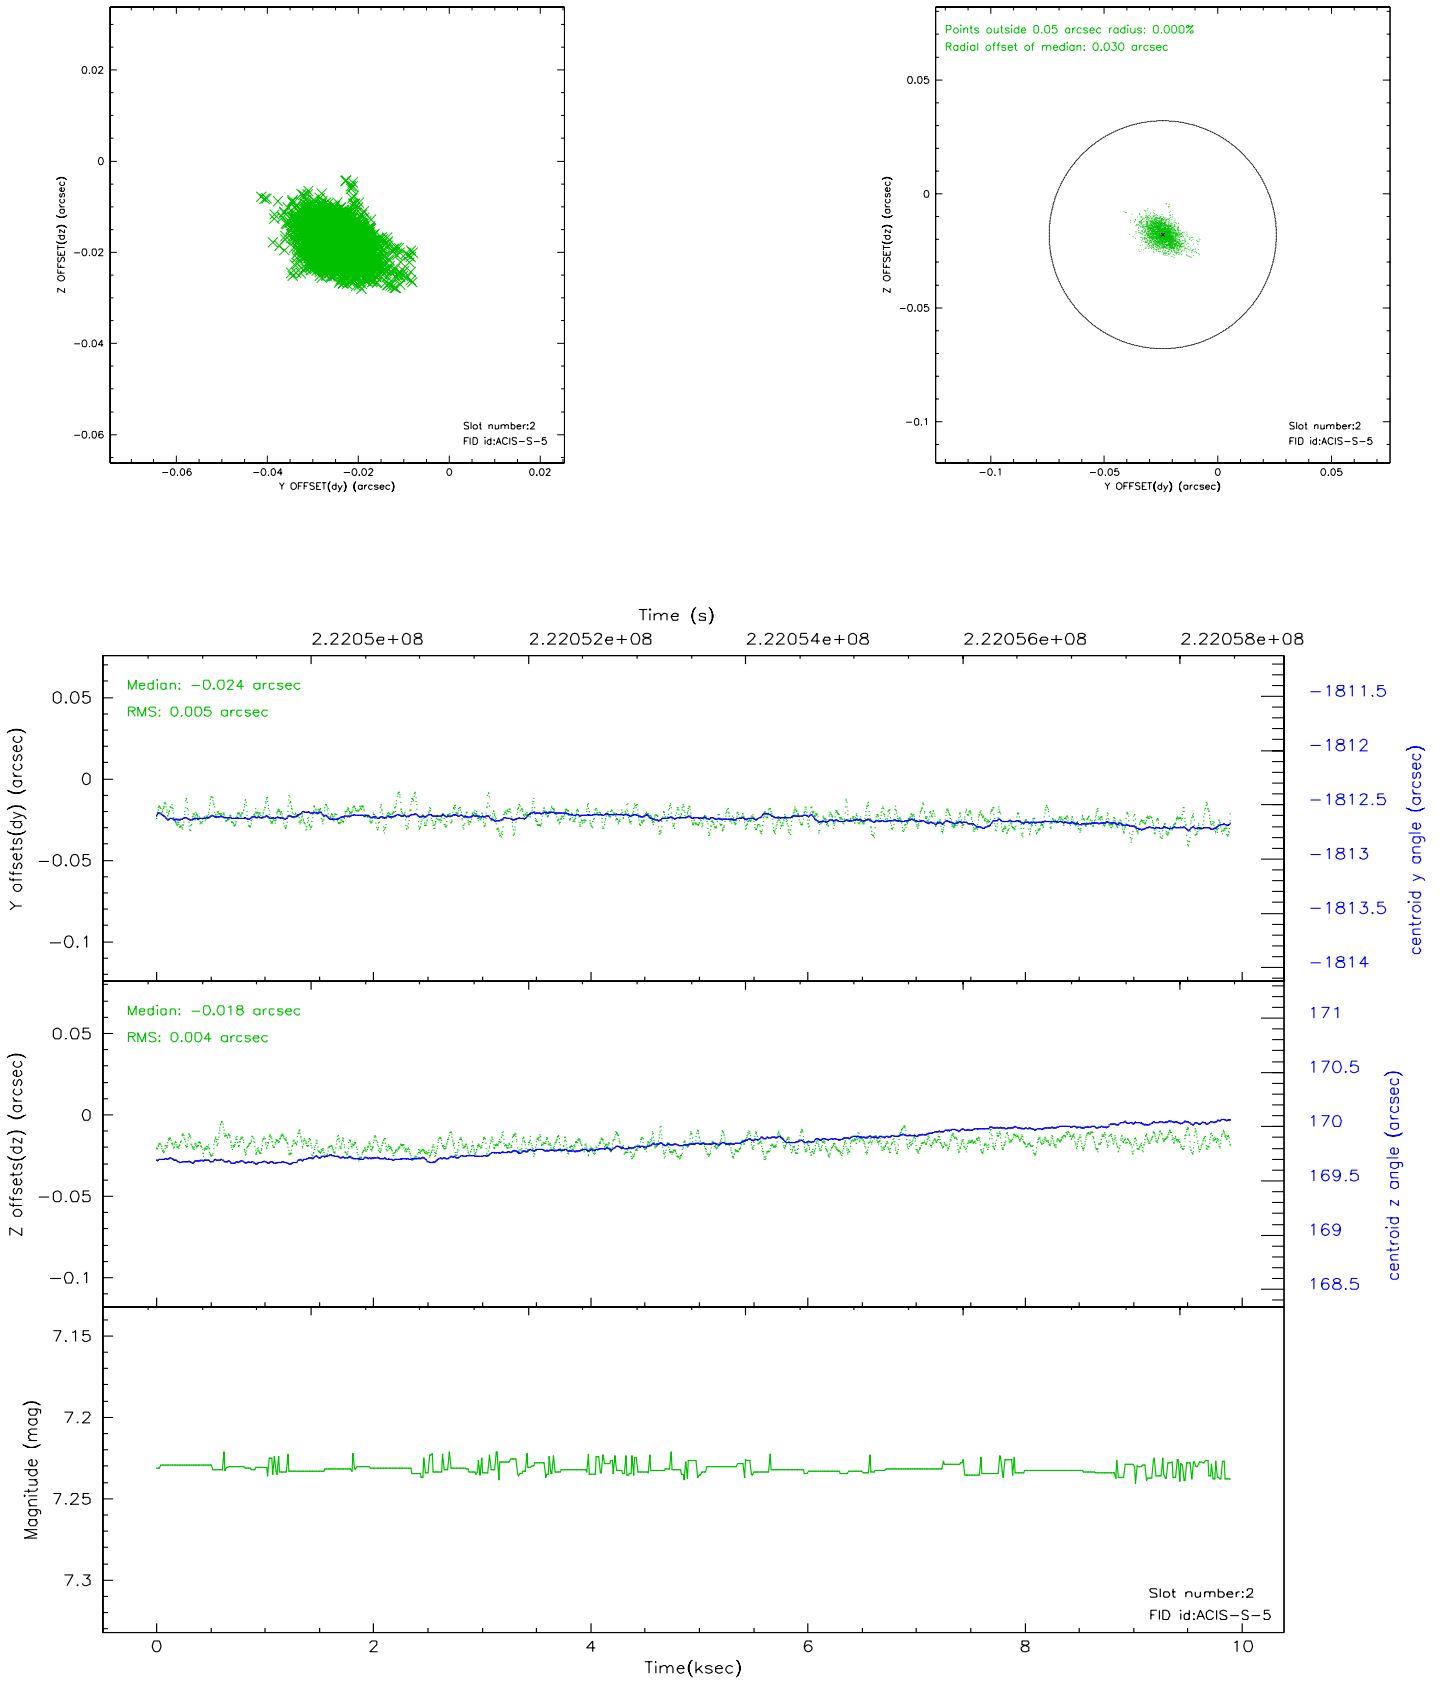 0.02
0
−0.02
−0.04
−0.06
Z OFFSET(dz) (arcsec)
Slot number:2
FID id:ACIS−S−5
−0.06
−0.04
−0.02
0
0.02
Y OFFSET(dy) (arcsec)
Points outside 0.05 arcsec radius: 0.000%
Radial offset of median: 0.030 arcsec
0.05
0
−0.05
−0.1
Z OFFSET(dz) (arcsec)
Slot number:2
FID id:ACIS−S−5
−0.1
−0.05
0
0.05
Y OFFSET(dy) (arcsec)
Time (s)
2.2205e+08
2.22052e+08
2.22054e+08
2.22056e+08
2.22058e+08
Median: −0.024 arcsec
RMS: 0.005 arcsec
0.05
0
−0.05
−0.1
Y offsets(dy) (arcsec)
−1811.5
−1812
−1812.5
−1813
−1813.5
−1814
centroid y angle (arcsec)
Median: −0.018 arcsec
RMS: 0.004 arcsec
0.05
0
−0.05
−0.1
Z offsets(dz) (arcsec)
171
170.5
170
169.5
169
168.5
centroid z angle (arcsec)
7.15
7.2
7.25
7.3
Magnitude (mag)
Slot number:2
FID id:ACIS−S−5
0
2
4
6
8
10
Time(ksec)